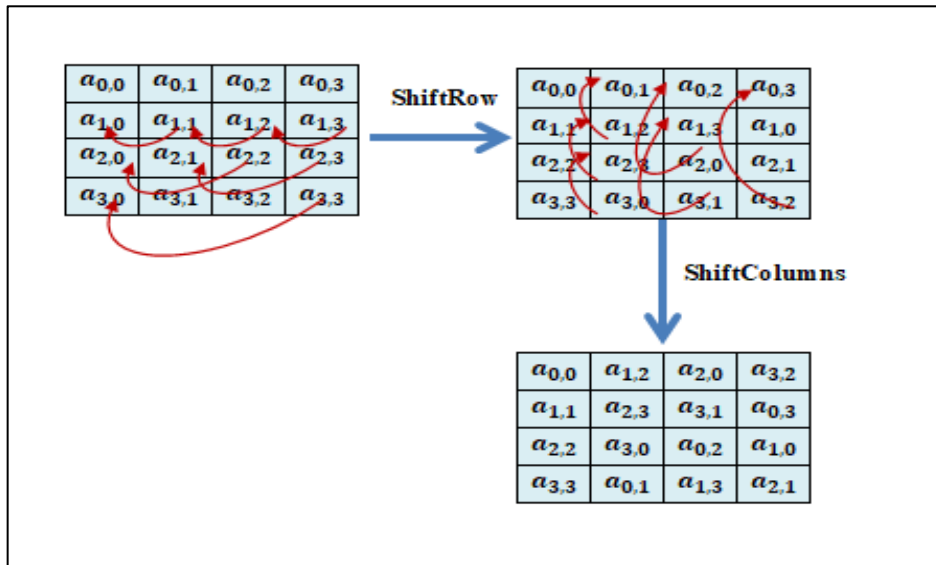 a0,0 a0,1 a0,2 a0,3
a1,0 a1,1 a1,2 a1,3
a2,0 a2,1 a2,2 a2,3
a3,0 a3,1 a3,2 a3,3
ShiftRow
a0,0 a0,1 a0,2 a0,3
a1,1 a1,2 a1,3 a1,0
a2,2 a2,3 a2,0 a2,1
a3,3 a3,0 a3,1 a3,2
ShiftColumns
a0,0 a1,2 a2,0 a3,2
a1,1 a2,3 a3,1 a0,3
a2,2 a3,0 a0,2 a1,0
a3,3 a0,1 a1,3 a2,1